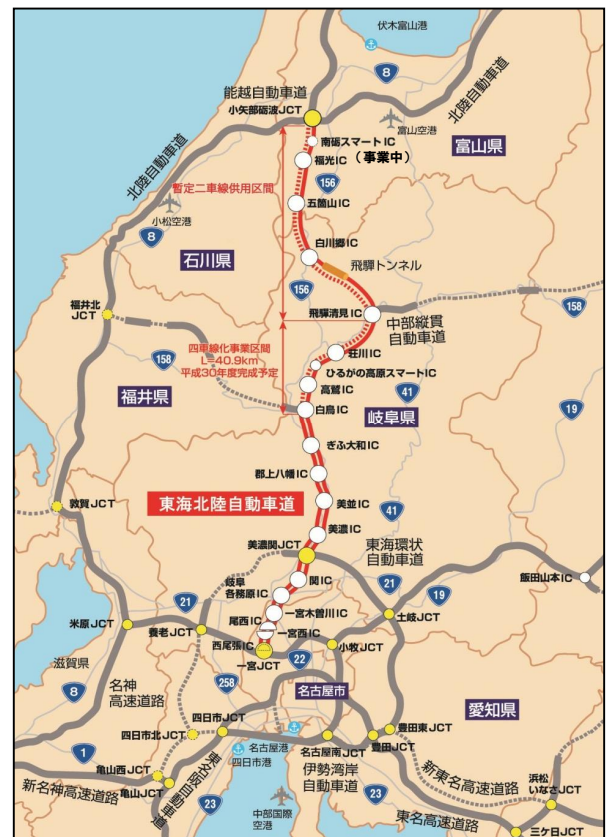 伏木富山港
8
能越自動車道
小矢部砺波JCT
北陸自動車道
富山空港
富山県
南砺スマートIC
(事業中)
福光IC
北陸自動車道
156
暫定二車線供用区間
五箇山IC
小松空港
8
白川郷IC
石川県
飛騨トンネル
156
福井北
JCT
飛騨清見IC
158
中部縦貫
自動車道
四車線化事業区間
L=40.9km
平成30年度完成予定
荘川IC
158
ひるがの高原スマートIC
41
高鷲IC
福井県
白鳥IC
岐阜県
19
ぎふ大和IC
郡上八幡IC
東海北陸自動車道
美並IC
敦賀JCT
41
美濃IC
美濃関JCT
東海環状
自動車道
飯田山本IC
岐阜
各務原IC
関IC
21
19
21
尾西IC
一宮木曽川IC
土岐JCT
米原JCT
養老JCT
一宮西IC
西尾張IC
22
小牧JCT
一宮JCT
滋賀県
258
名古屋市
8
名神
高速道路
愛知県
四日市JCT
四日市北JCT
豊田東JCT
名古屋港
四日市港
名古屋南JCT
豊田JCT
1
亀山西JCT
東名阪自動車道
伊勢湾岸
自動車道
新東名高速道路
浜松
いなさJCT
新名神高速道路
亀山JCT
23
中部国際
空港
23
東名高速道路
三ケ日JCT